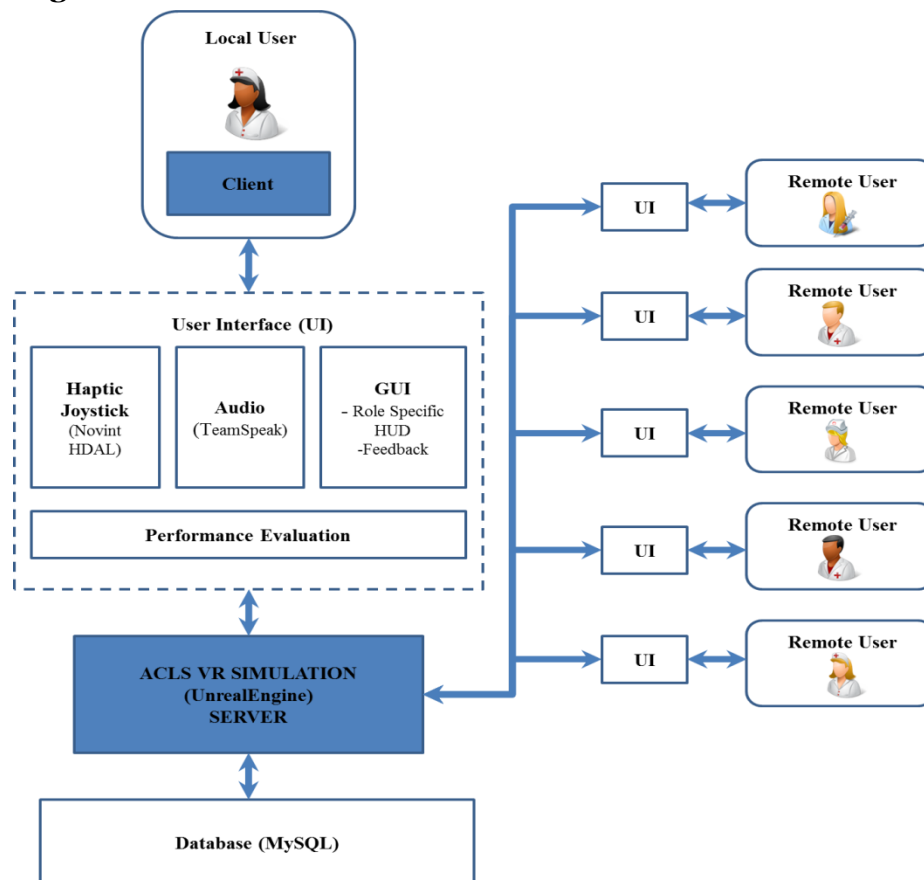 Local User
Client
User Interface (UI)
Haptic
Joystick
(Novint
HDAL)
Audio
(TeamSpeak)
GUI
- Role Specific
HUD
-Feedback
Performance Evaluation
ACLS VR SIMULATION
(UnrealEngine)
SERVER
Database (MySQL)
UI
Remote User
UI
Remote User
UI
Remote User
UI
Remote User
UI
Remote User